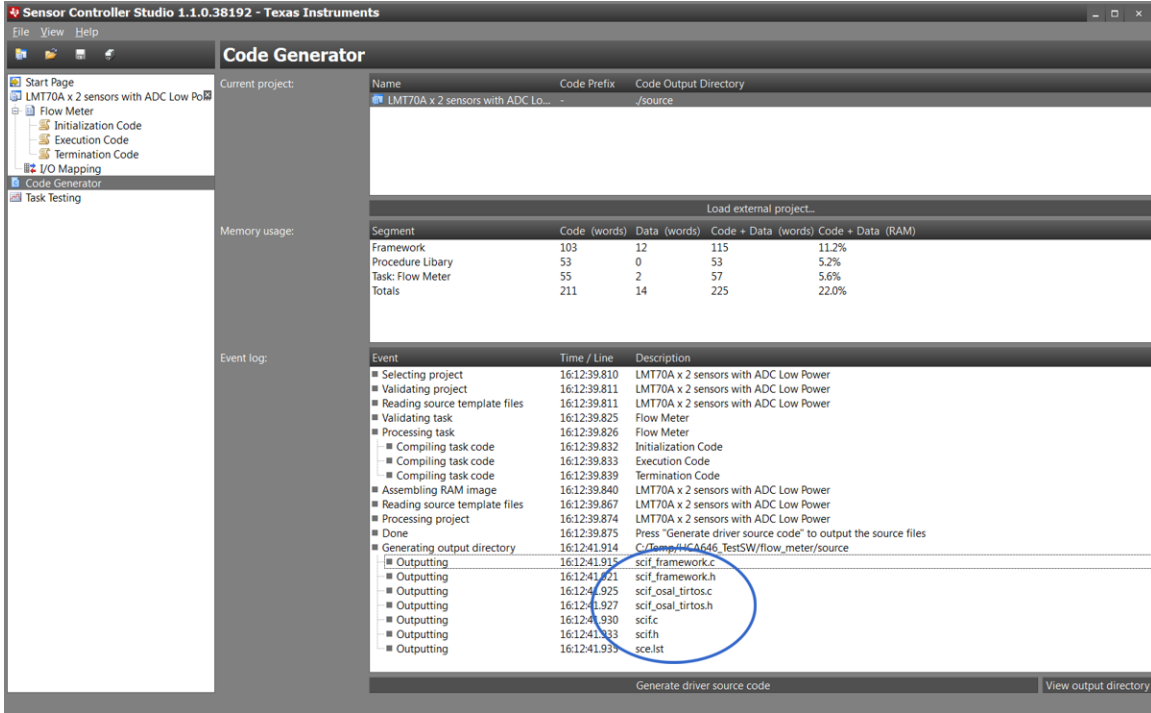 Sensor Controller Studio 1.1.0.38192 - Texas Instruments
File View Help
Code Generator
Start Page
LMT70A x 2 sensors with ADC Low Po
Flow Meter
Initialization Code
Execution Code
Termination Code
I/O Mapping
Code Generator
Task Testing
Current project:
Name Code Prefix Code Output Directory
LMT70A x 2 sensors with ADC Lo... - ./source
Load external project...
Memory usage:
Segment Code (words) Data (words) Code + Data (words) Code + Data (RAM)
Framework 103 12 115 11.2%
Procedure Libary 53 0 53 5.2%
Task: Flow Meter 55 2 57 5.6%
Totals 211 14 225 22.0%
Event log:
Event Time / Line Description
Selecting project 16:12:39.810 LMT70A x 2 sensors with ADC Low Power
Validating project 16:12:39.811 LMT70A x 2 sensors with ADC Low Power
Reading source template files 16:12:39.811 LMT70A x 2 sensors with ADC Low Power
Validating task 16:12:39.825 Flow Meter
Processing task 16:12:39.826 Flow Meter
Compiling task code 16:12:39.832 Initialization Code
Compiling task code 16:12:39.833 Execution Code
Compiling task code 16:12:39.839 Termination Code
Assembling RAM image 16:12:39.840 LMT70A x 2 sensors with ADC Low Power
Reading source template files 16:12:39.867 LMT70A x 2 sensors with ADC Low Power
Processing project 16:12:39.874 LMT70A x 2 sensors with ADC Low Power
Done 16:12:39.875 Press "Generate driver source code" to output the source files
Generating output directory 16:12:41.914 C:/Temp/HCA646_TestSW/flow_meter/source
Outputting 16:12:41.915 scif_framework.c
Outputting 16:12:41.921 scif_framework.h
Outputting 16:12:41.925 scif_osal_tirtos.c
Outputting 16:12:41.927 scif_osal_tirtos.h
Outputting 16:12:41.930 scif.c
Outputting 16:12:41.933 scif.h
Outputting 16:12:41.935 sce.lst
Generate driver source code
View output directory